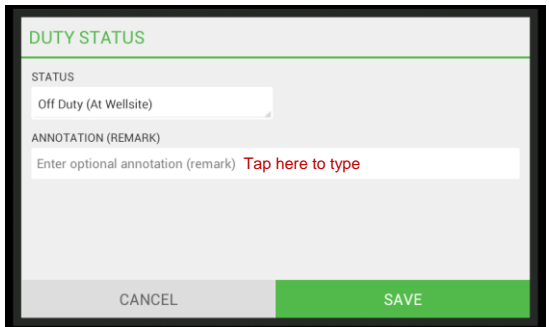 DUTY STATUS
STATUS
Off Duty (At Wellsite)
ANNOTATION (REMARK)
Enter optional annotation (remark) Tap here to type
CANCEL SAVE